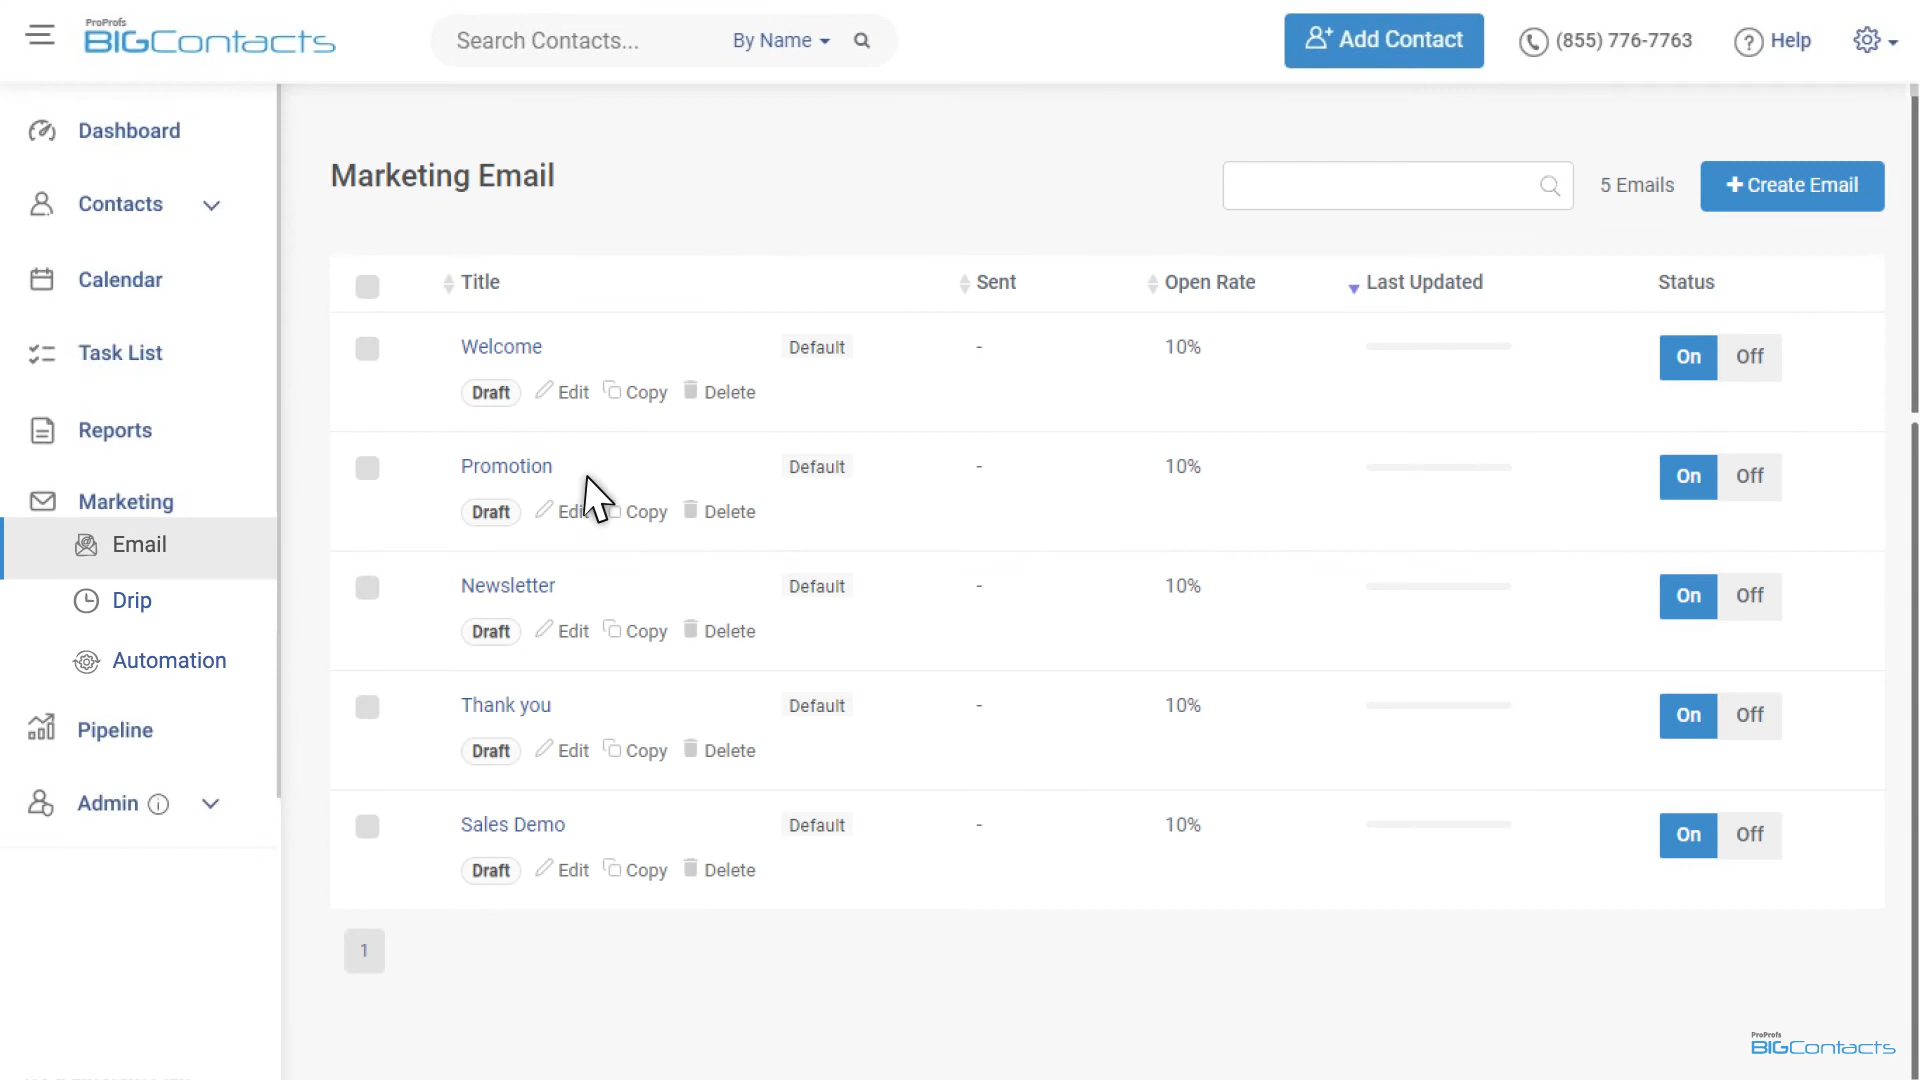 ProProfs
BIGContacts
Search Contacts...
By Name
Add Contact
(855) 776-7763
? Help
Dashboard
Contacts
Calendar
Task List
Reports
Marketing
Email
Drip
Automation
Pipeline
Admin i
Marketing Email
5 Emails
+ Create Email
Title Sent Open Rate Last Updated Status
Welcome Default - 10% On Off
Draft Edit Copy Delete
Promotion Default - 10% On Off
Draft Edit Copy Delete
Newsletter Default - 10% On Off
Draft Edit Copy Delete
Thank you Default - 10% On Off
Draft Edit Copy Delete
Sales Demo Default - 10% On Off
Draft Edit Copy Delete
1
ProProfs
BIGContacts